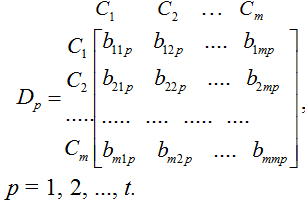 C₁ C₂ … Cₘ
C₁ b₁₁ₚ b₁₂ₚ .... b₁ₘₚ
C₂ b₂₁ₚ b₂₂ₚ .... b₂ₘₚ
Dₚ =
..... ..... .... ..... ....
,
Cₘ bₘ₁ₚ bₘ₂ₚ .... bₘₘₚ
p = 1, 2, ..., t.